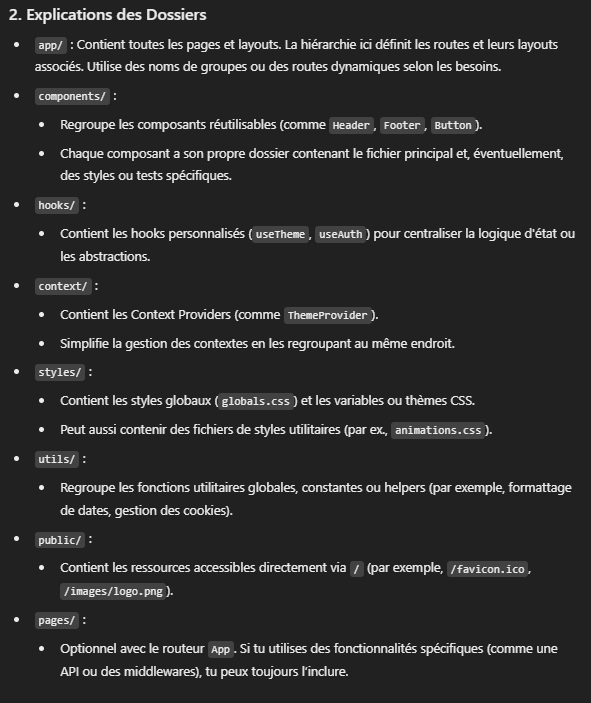 2. Explications des Dossiers
app/ : Contient toutes les pages et layouts. La hiérarchie ici définit les routes et leurs layouts
associés. Utilise des noms de groupes ou des routes dynamiques selon les besoins.
components/ :
Regroupe les composants réutilisables (comme Header, Footer, Button).
Chaque composant a son propre dossier contenant le fichier principal et, éventuellement,
des styles ou tests spécifiques.
hooks/ :
Contient les hooks personnalisés (useTheme, useAuth) pour centraliser la logique d'état ou
les abstractions.
context/ :
Contient les Context Providers (comme ThemeProvider).
Simplifie la gestion des contextes en les regroupant au même endroit.
styles/ :
Contient les styles globaux (globals.css) et les variables ou thèmes CSS.
Peut aussi contenir des fichiers de styles utilitaires (par ex., animations.css).
utils/ :
Regroupe les fonctions utilitaires globales, constantes ou helpers (par exemple, formattage
de dates, gestion des cookies).
public/ :
Contient les ressources accessibles directement via / (par exemple, /favicon.ico,
/images/logo.png).
pages/ :
Optionnel avec le routeur App. Si tu utilises des fonctionnalités spécifiques (comme une
API ou des middlewares), tu peux toujours l'inclure.